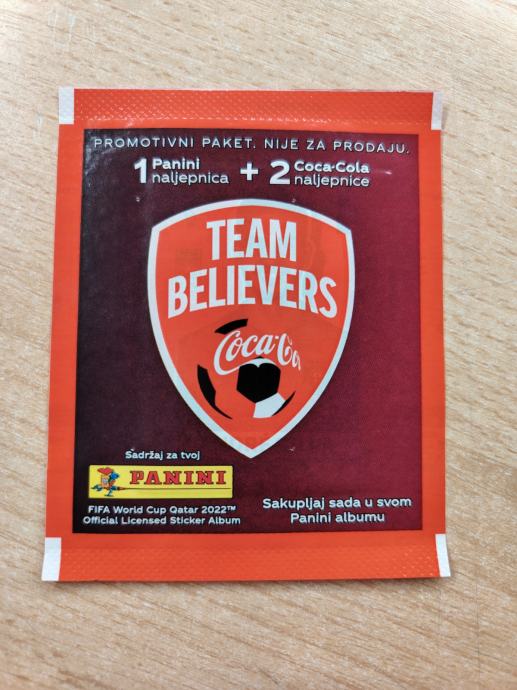 PROMOTIVNI PAKET. NIJE ZA PRODAJU.
1 Panini naljepnica + 2 Coca-Cola naljepnice
TEAM
BELIEVERS
Coca-Co
Sadržaj za tvoj
PANINI
FIFA World Cup Qatar 2022™
Official Licensed Sticker Album
Sakupljaj sada u svom
Panini albumu